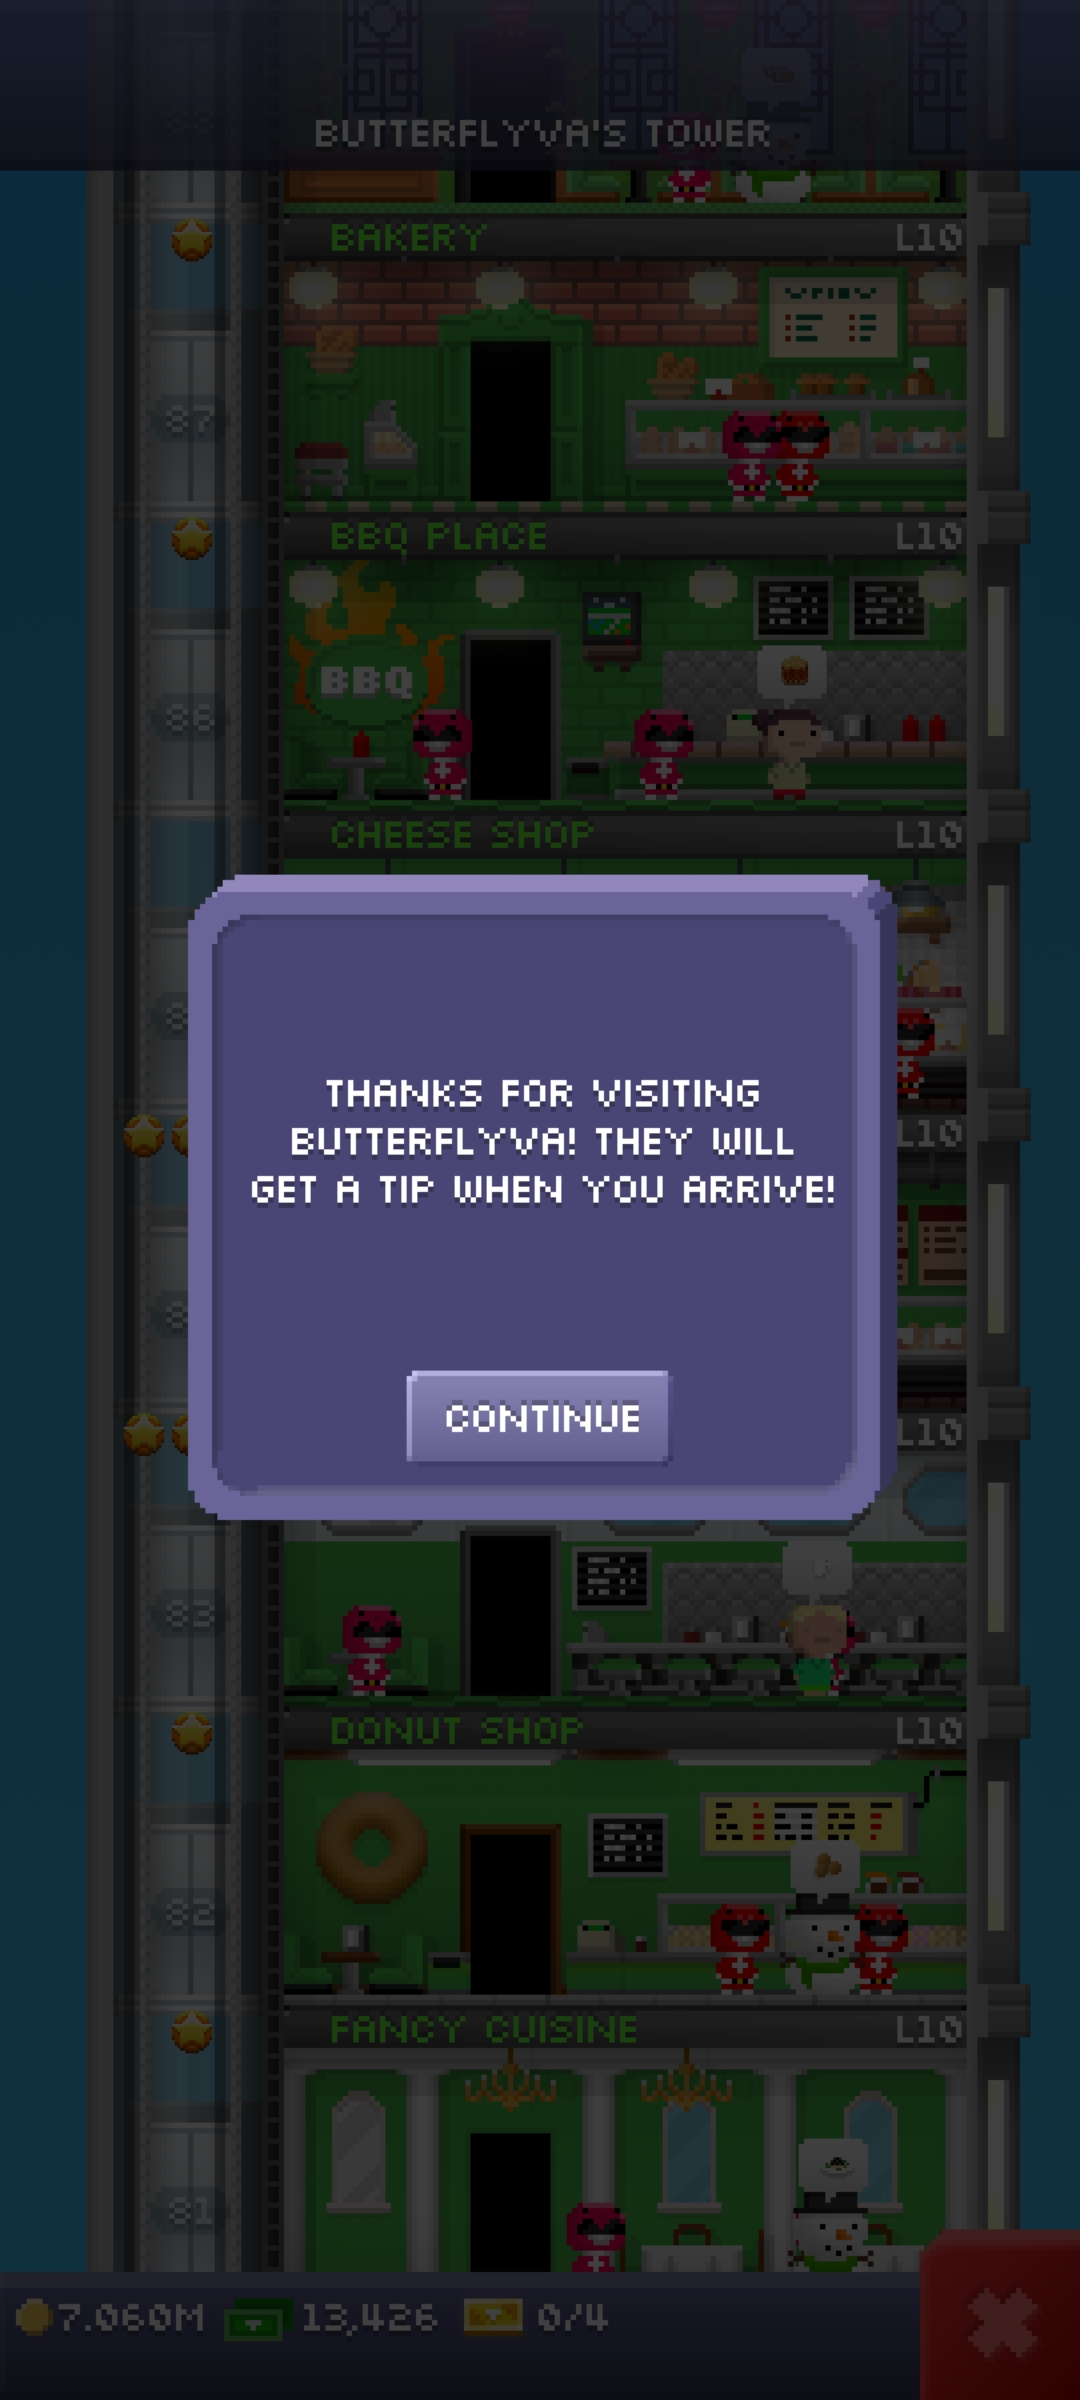 BUTTERFLYVA'S TOWER
BAKERY L10
87
BBQ PLACE L10
BBQ
86
CHEESE SHOP L10
THANKS FOR VISITING
BUTTERFLYVA! THEY WILL
GET A TIP WHEN YOU ARRIVE!
L10
CONTINUE
L10
83
DONUT SHOP L10
82
FANCY CUISINE L10
81
7.060M 13,426 0/4